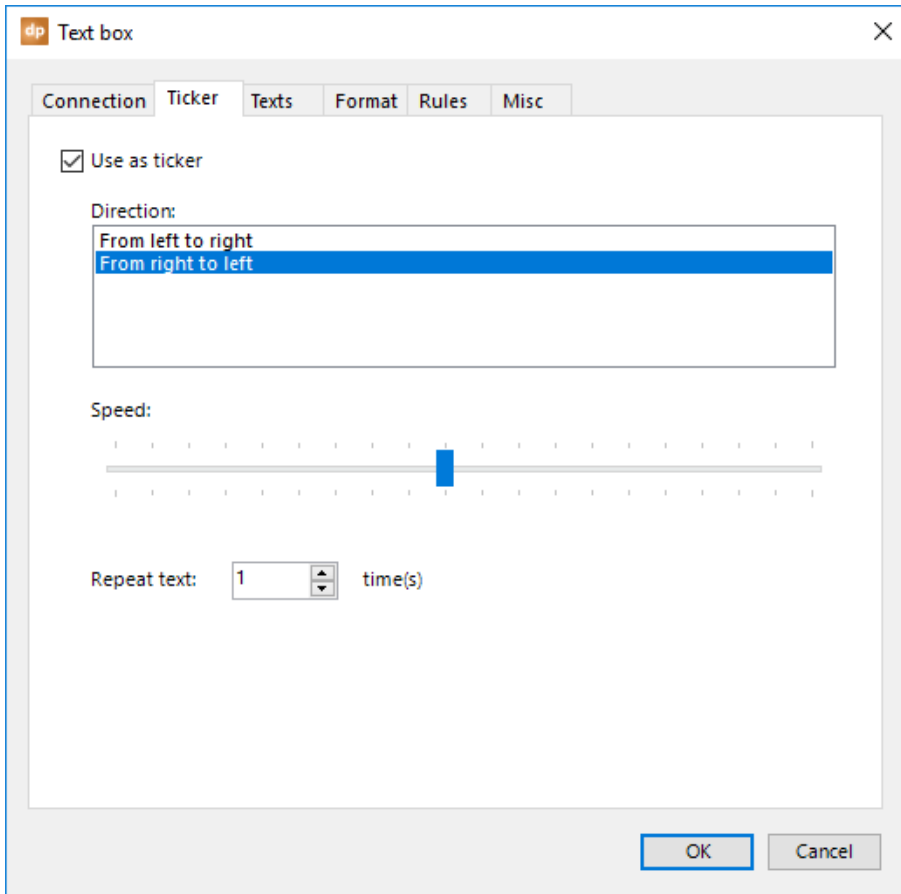 dp Text box
Connection Ticker Texts Format Rules Misc
Use as ticker
Direction:
From left to right
From right to left
Speed:
Repeat text: 1 time(s)
OK Cancel